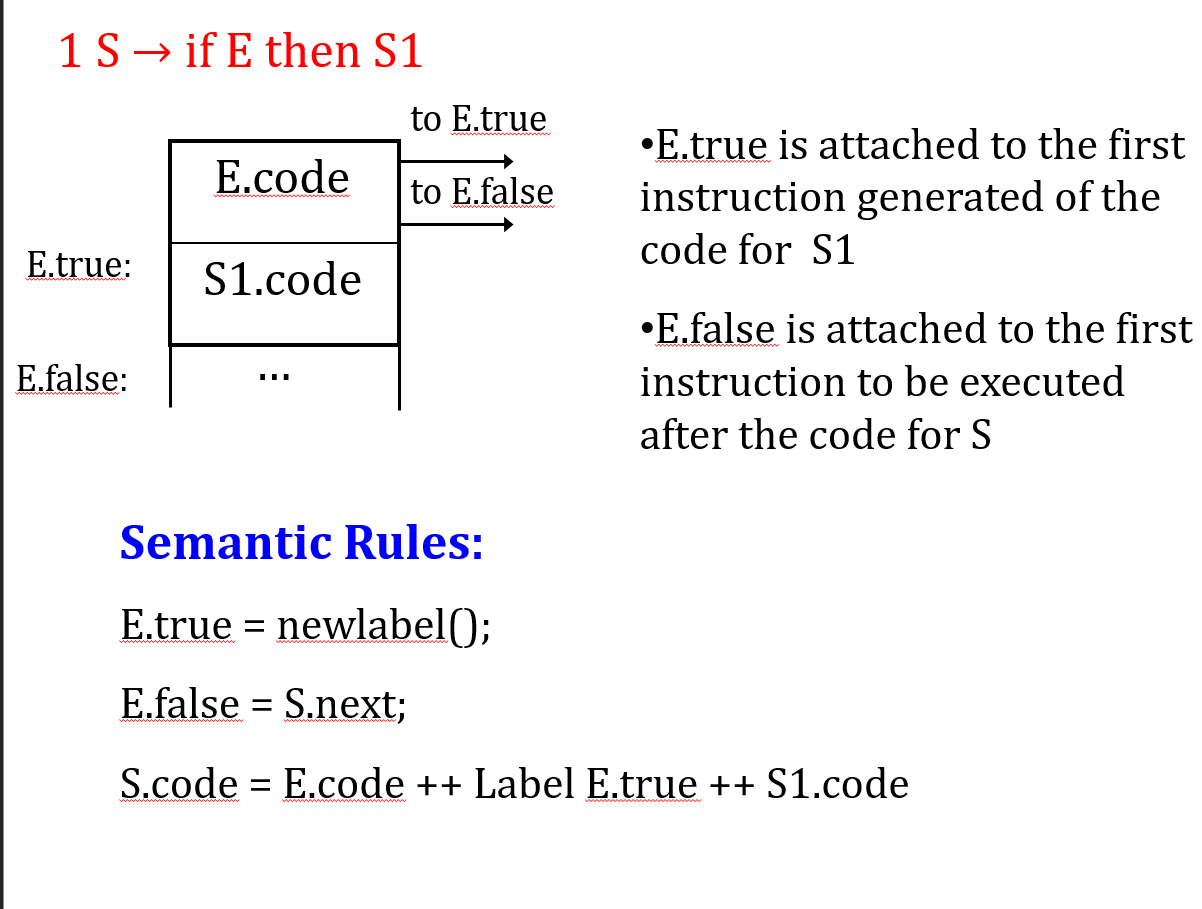 1 S → if E then S1
to E.true
E.code
to E.false
E.true:
S1.code
E.false:
...
•E.true is attached to the first
instruction generated of the
code for S1
•E.false is attached to the first
instruction to be executed
after the code for S
Semantic Rules:
E.true = newlabel();
E.false = S.next;
S.code = E.code ++ Label E.true ++ S1.code